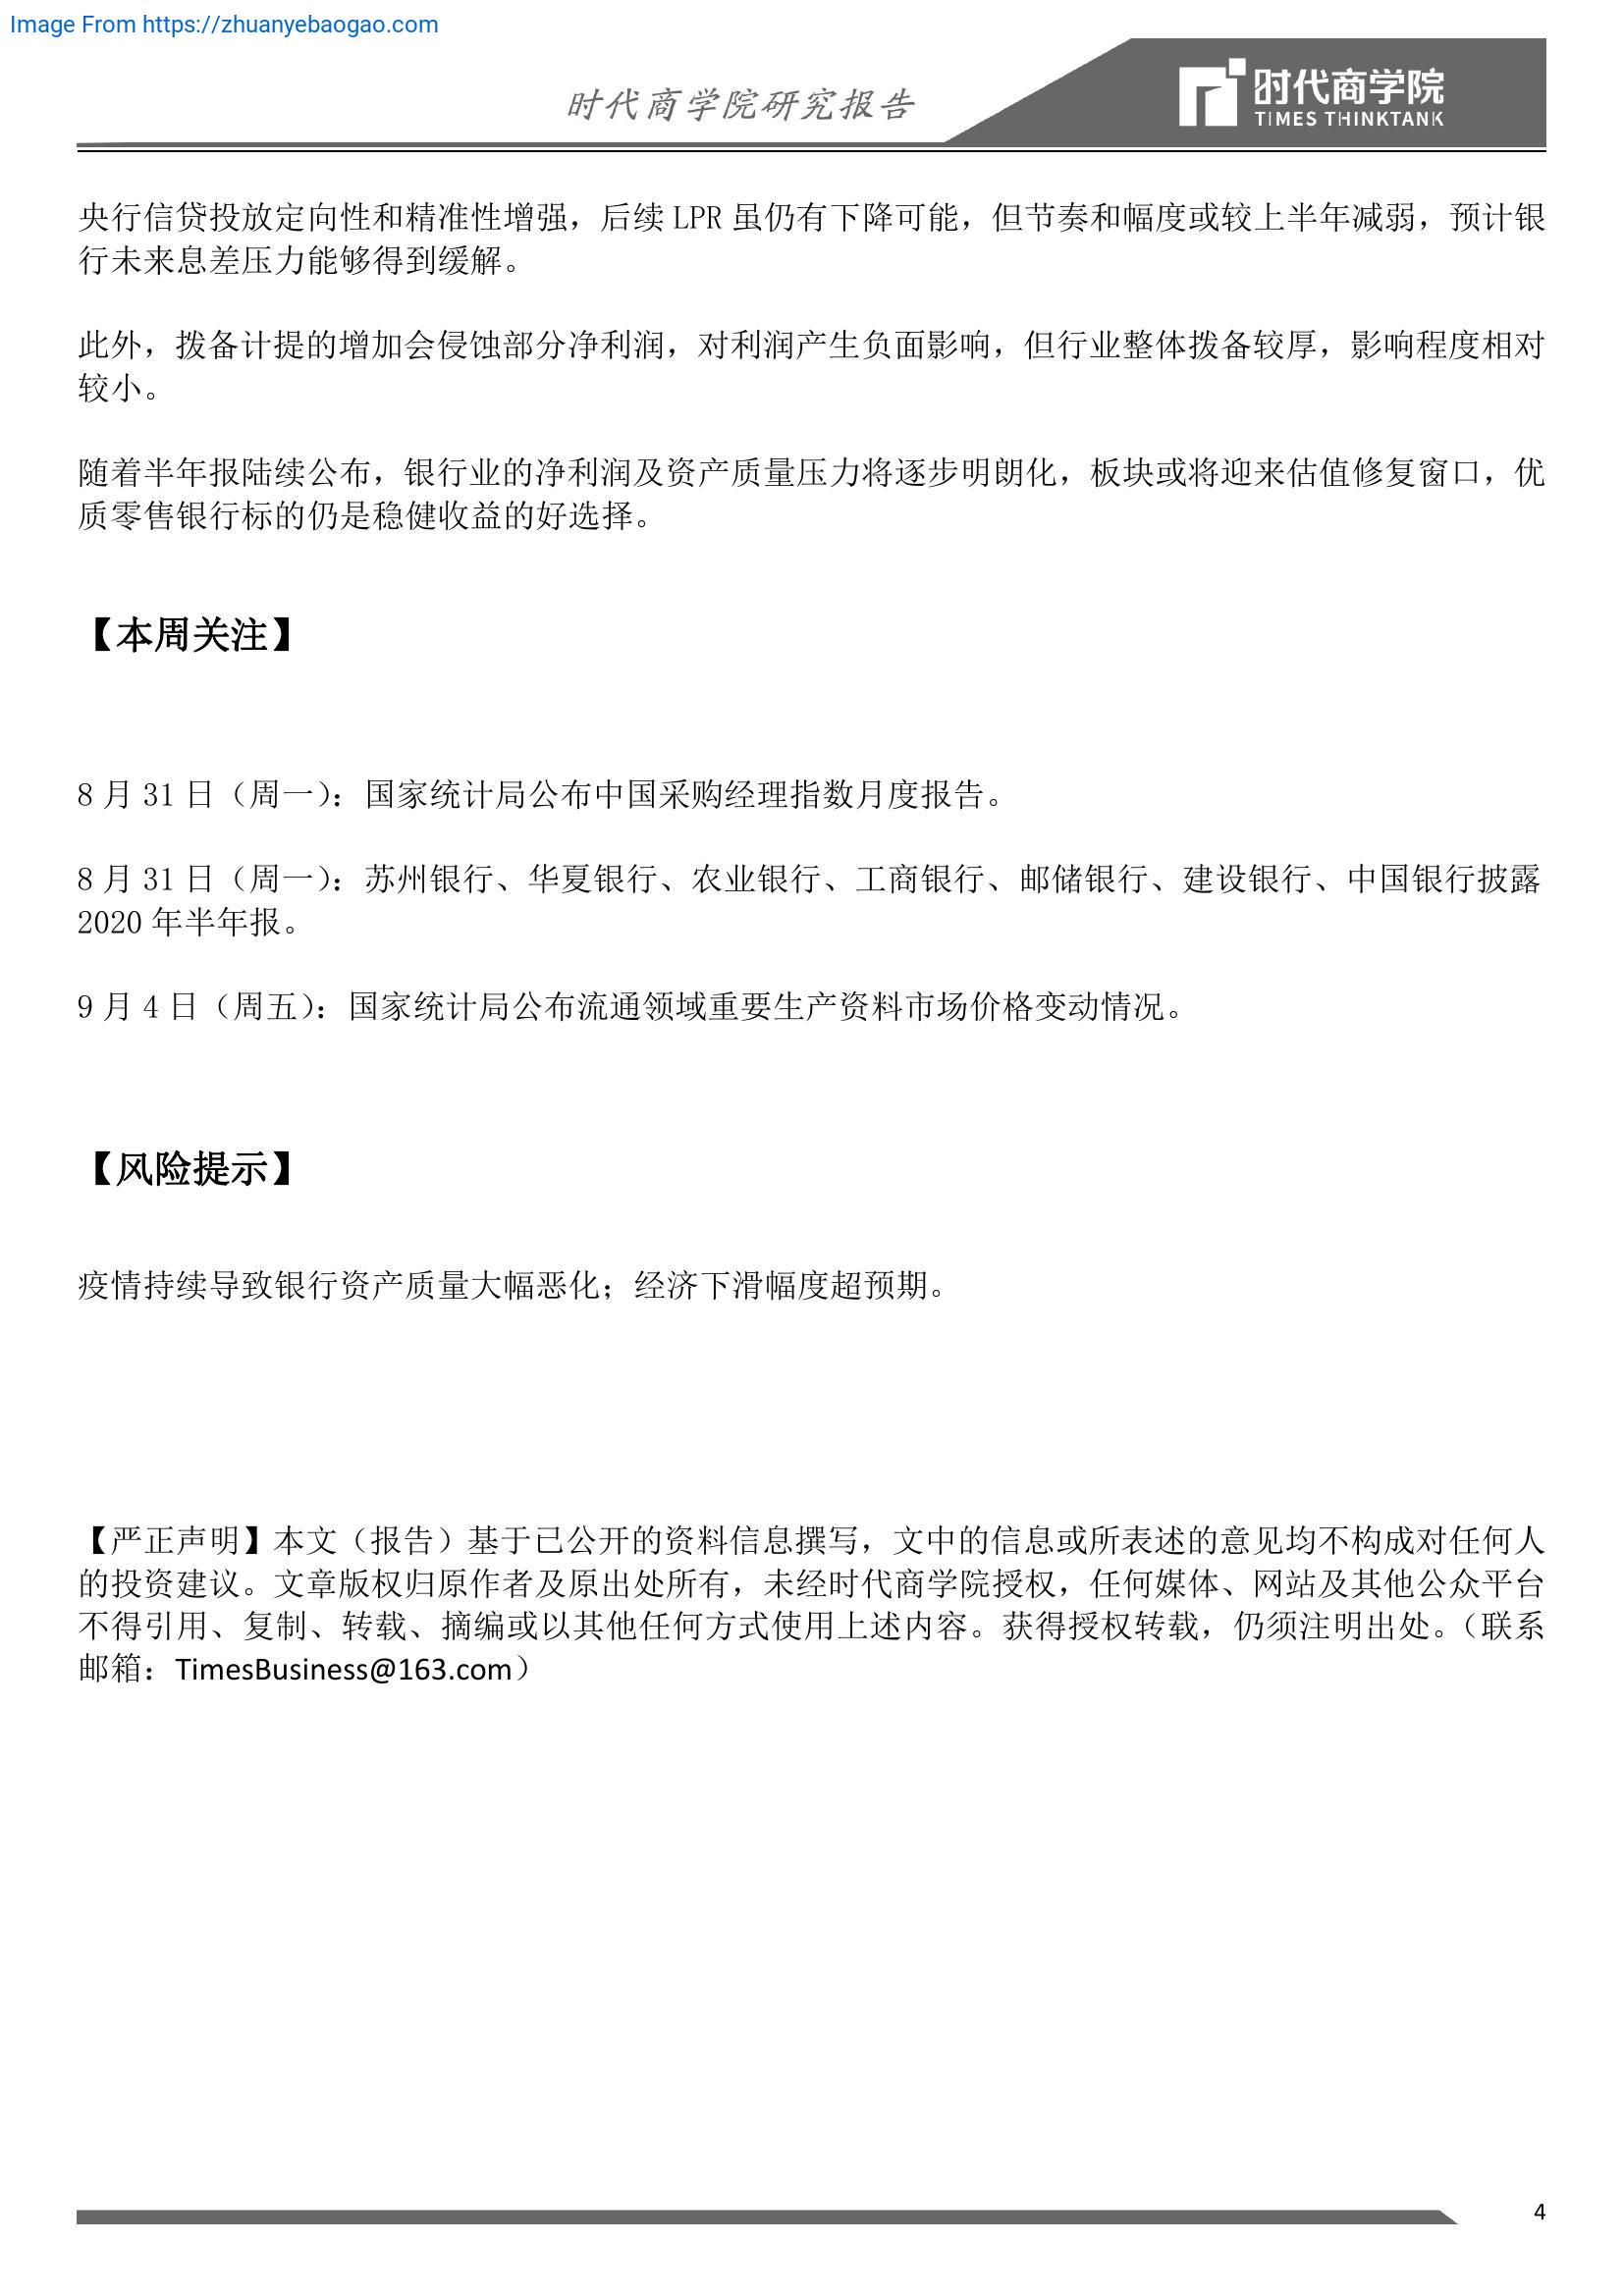 Image From https://zhuanyebaogao.com
时代商学院研究报告
时代商学院
TIMES THINKTANK
央行信贷投放定向性和精准性增强，后续 LPR 虽仍有下降可能，但节奏和幅度或较上半年减弱，预计银
行未来息差压力能够得到缓解。
此外，拨备计提的增加会侵蚀部分净利润，对利润产生负面影响，但行业整体拨备较厚，影响程度相对
较小。
随着半年报陆续公布，银行业的净利润及资产质量压力将逐步明朗化，板块或将迎来估值修复窗口，优
质零售银行标的仍是稳健收益的好选择。
【本周关注】
8 月 31 日（周一）：国家统计局公布中国采购经理指数月度报告。
8 月 31 日（周一）：苏州银行、华夏银行、农业银行、工商银行、邮储银行、建设银行、中国银行披露
2020 年半年报。
9 月 4 日（周五）：国家统计局公布流通领域重要生产资料市场价格变动情况。
【风险提示】
疫情持续导致银行资产质量大幅恶化；经济下滑幅度超预期。
【严正声明】本文（报告）基于已公开的资料信息撰写，文中的信息或所表述的意见均不构成对任何人
的投资建议。文章版权归原作者及原出处所有，未经时代商学院授权，任何媒体、网站及其他公众平台
不得引用、复制、转载、摘编或以其他任何方式使用上述内容。获得授权转载，仍须注明出处。（联系
邮箱：TimesBusiness@163.com）
4